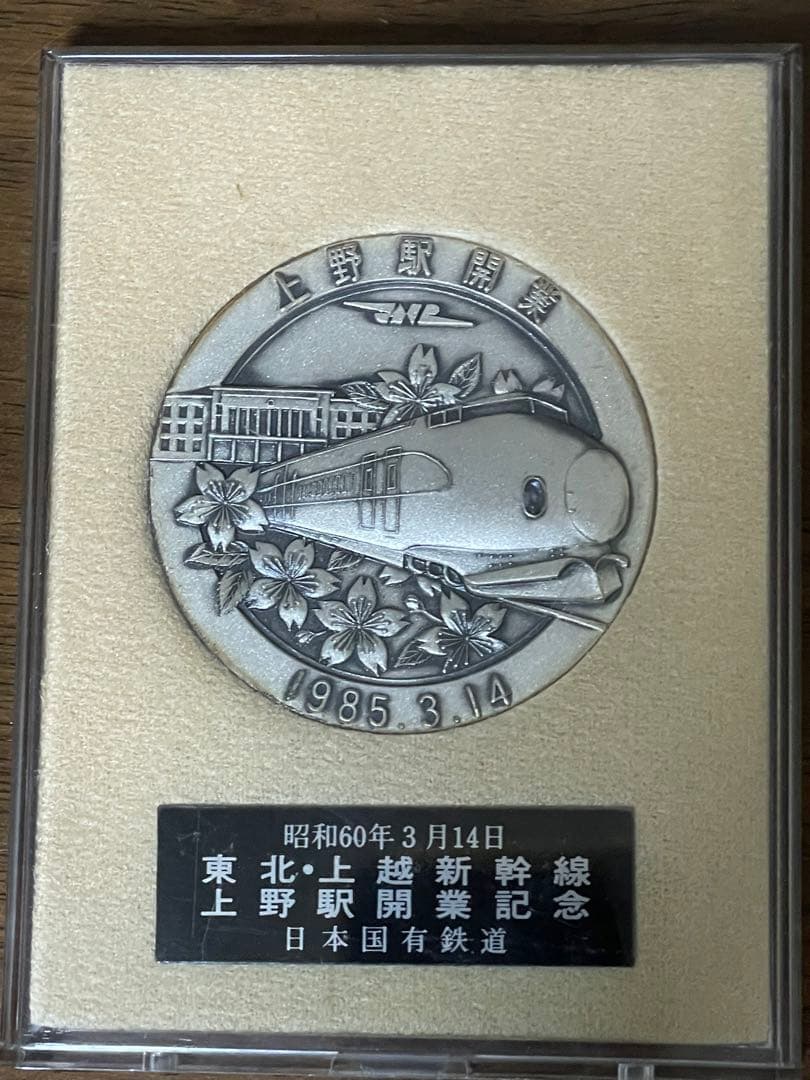 上野駅開業
JNR
1985.3.14
昭和60年3月14日
東北・上越新幹線
上野駅開業記念
日本国有鉄道